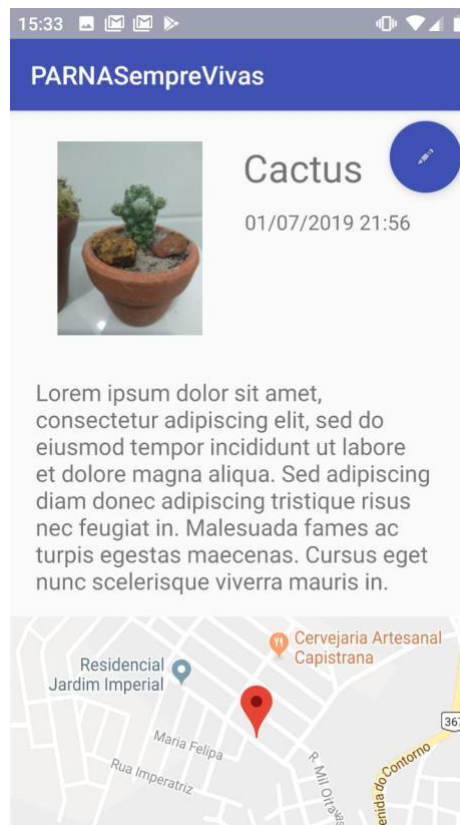 15:33
PARNASempreVivas
Cactus
01/07/2019 21:56
Lorem ipsum dolor sit amet,
consectetur adipiscing elit, sed do
eiusmod tempor incididunt ut labore
et dolore magna aliqua. Sed adipiscing
diam donec adipiscing tristique risus
nec feugiat in. Malesuada fames ac
turpis egestas maecenas. Cursus eget
nunc scelerisque viverra mauris in.
Cervejaria Artesanal
Capistrana
Residencial
Jardim Imperial
367
Maria Felipa
Rua Imperatriz
R. Mil Oitavas
enida do Contorno